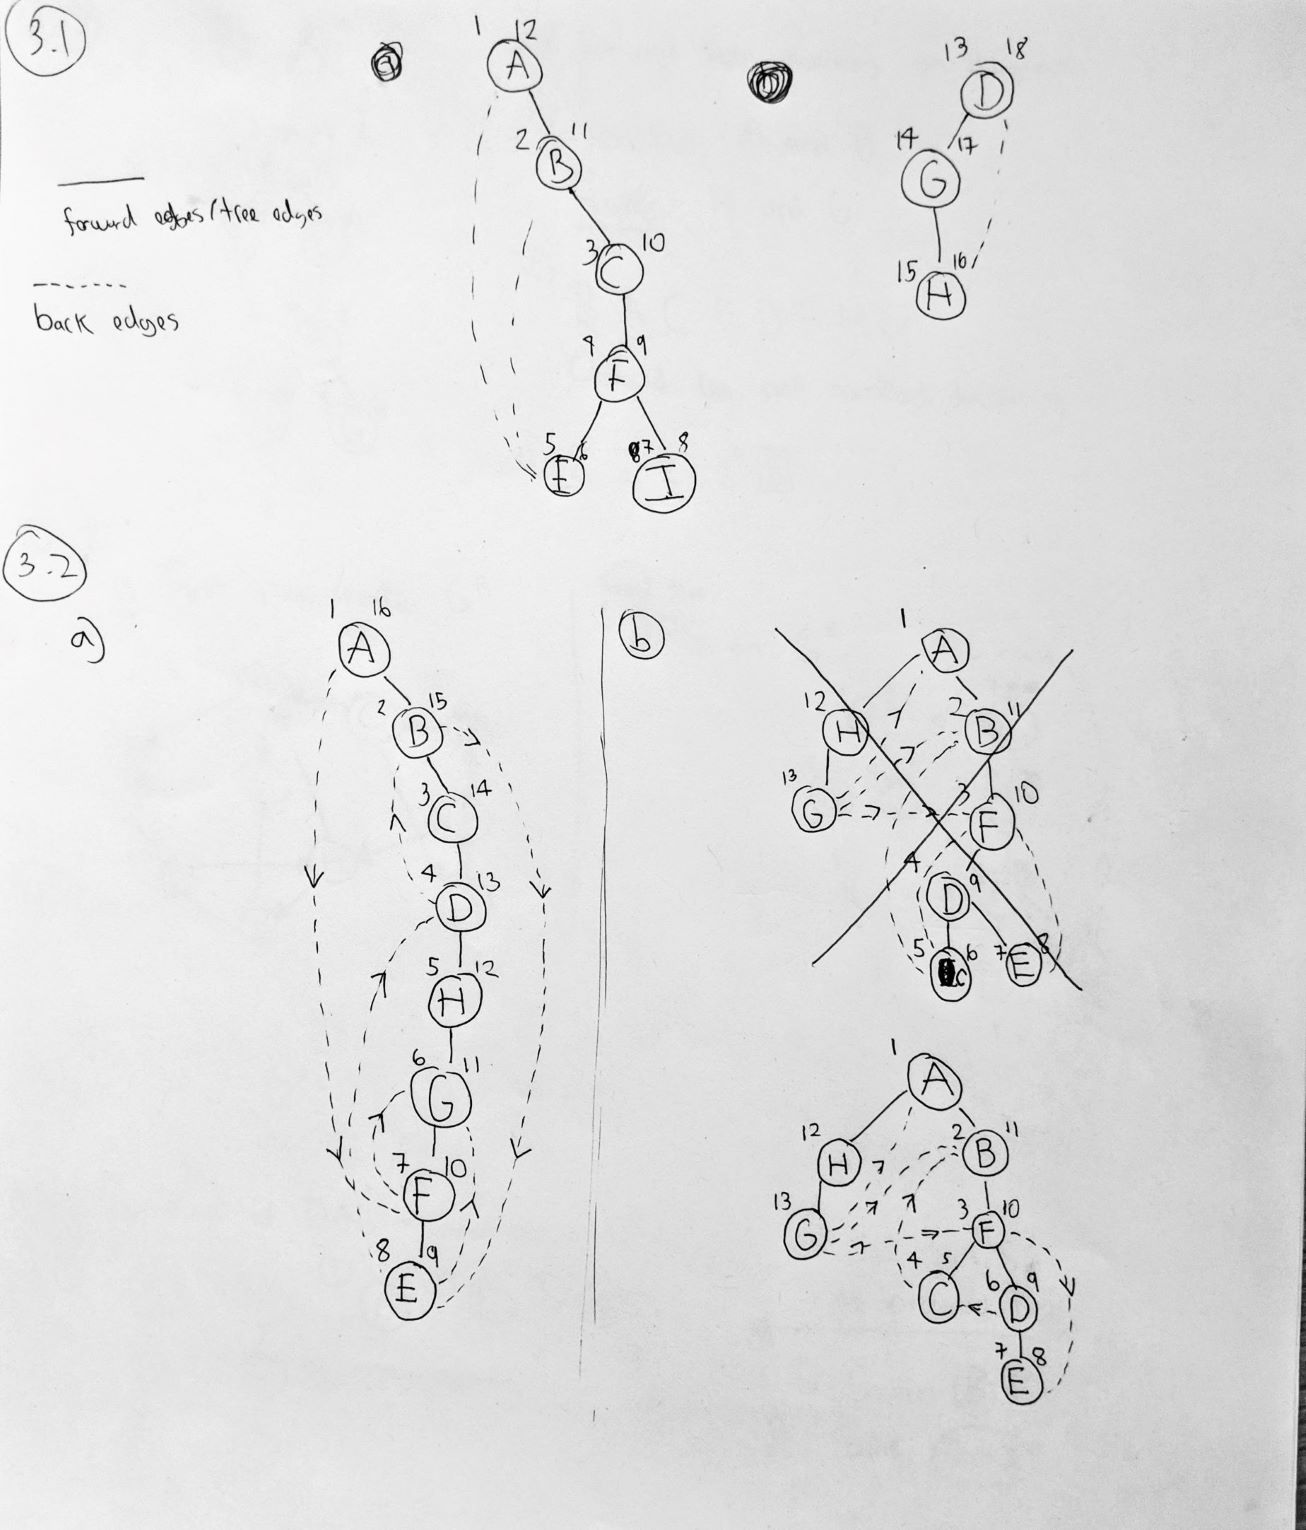 3.1
1 12
A
13 18
D
2 11
B
14 17
G
forward edges/tree edges
3 10
C
15 16
H
back edges
4 9
F
5 6
E
7 8
I
3.2
a)
1 16
A
2 15
B
3 14
C
4 13
D
5 12
H
6 11
G
7 10
F
8 9
E
b
1
A
12
H
2 11
B
13
G
3 10
F
4 9
D
5 6
C
7 8
E
1
A
12
H
2 11
B
13
G
3 10
F
4 5
C
6 9
D
7 8
E